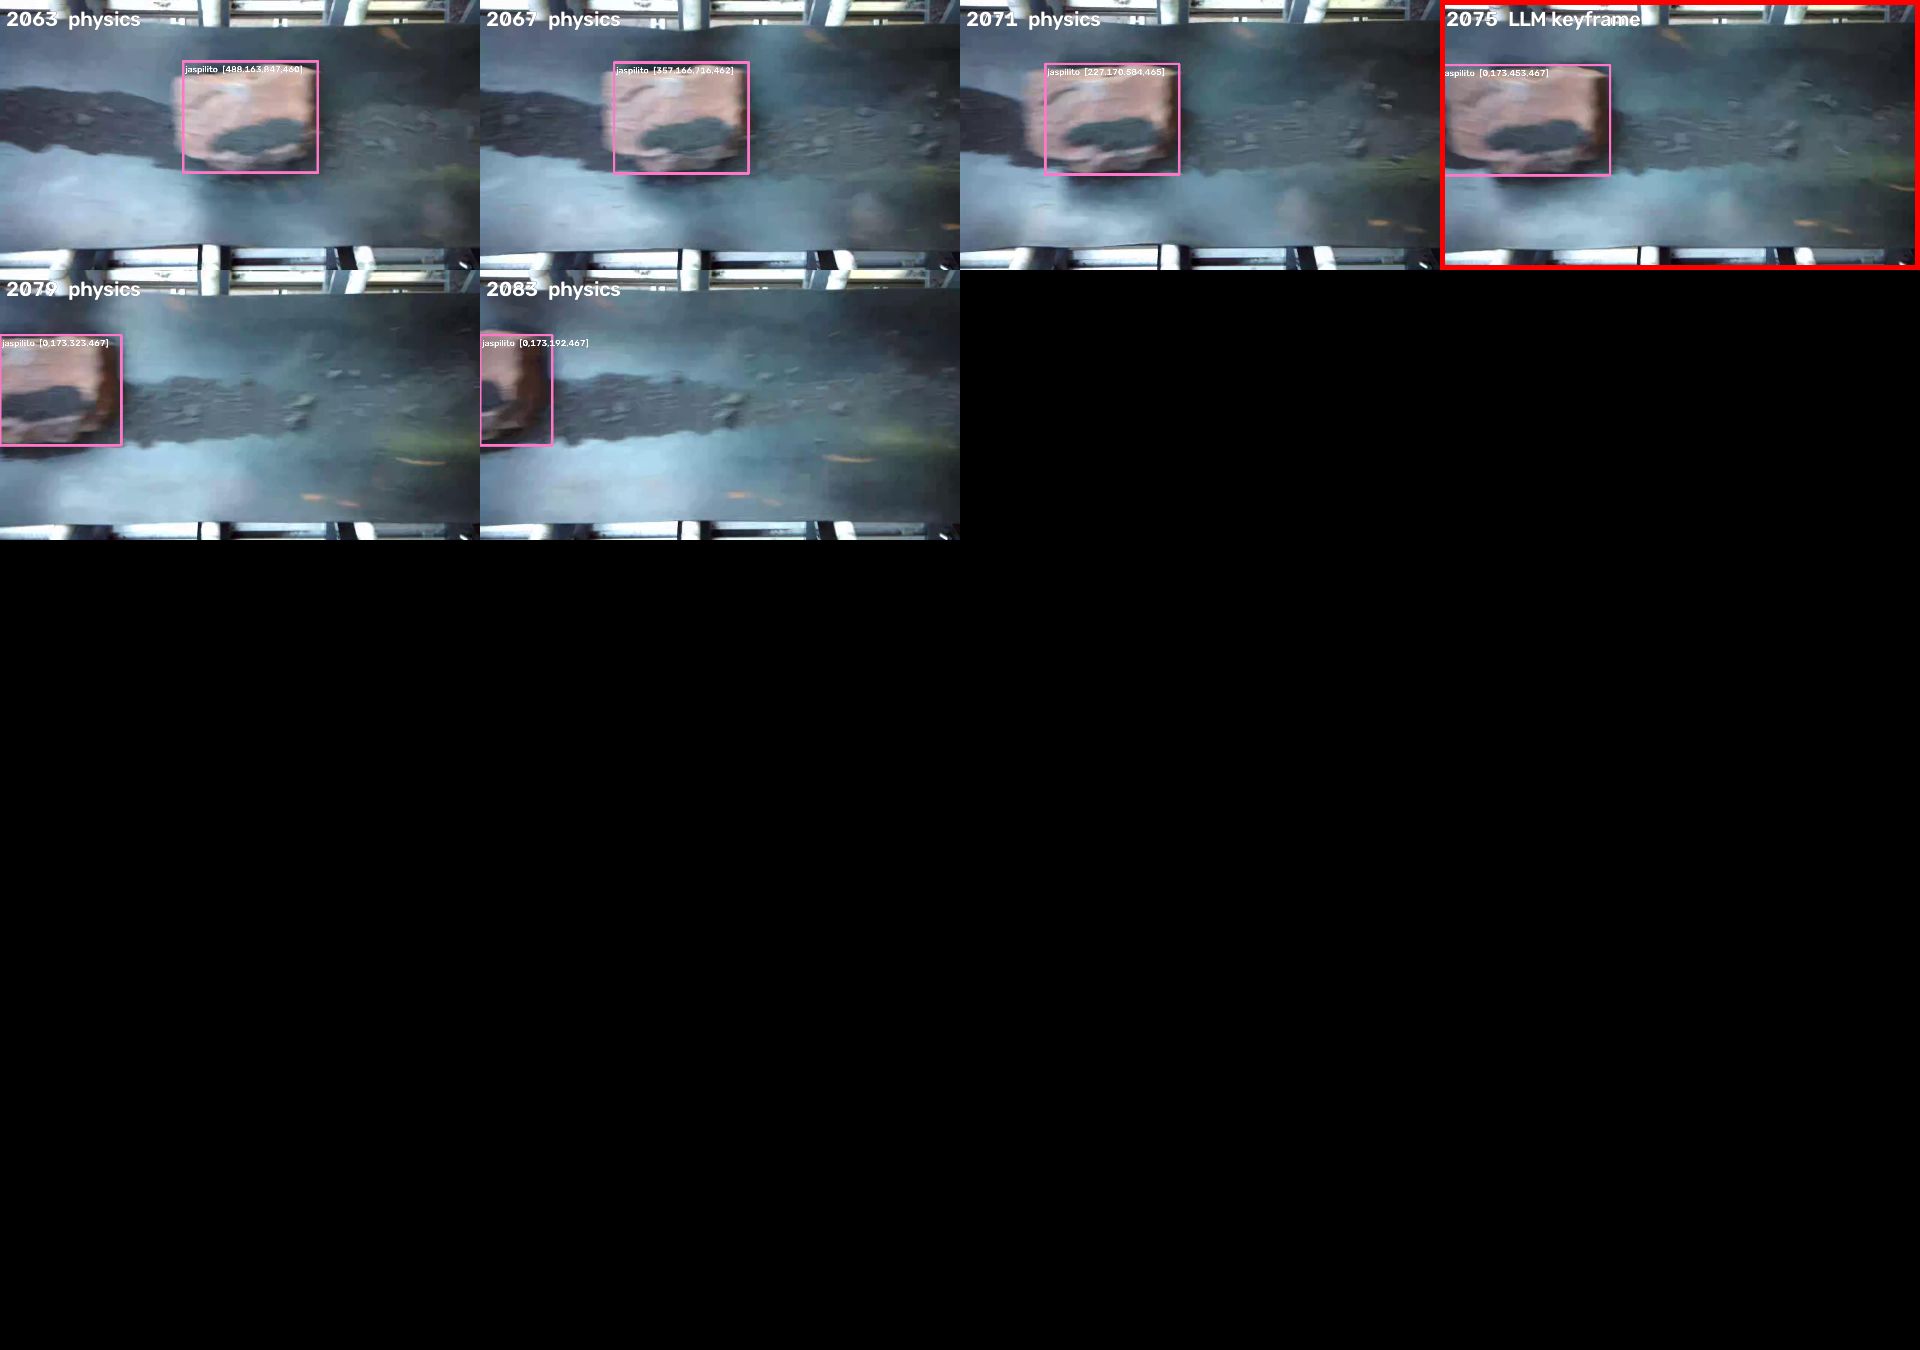 2063 physics
jaspilito [488,163,847,460]
2067 physics
jaspilito [357,166,716,462]
2071 physics
jaspilito [227,170,584,465]
2075 LLM keyframe
aspilito [0,173,453,467]
2079 physics
jaspilito [0,173,323,467]
2083 physics
jaspilito [0,173,192,467]